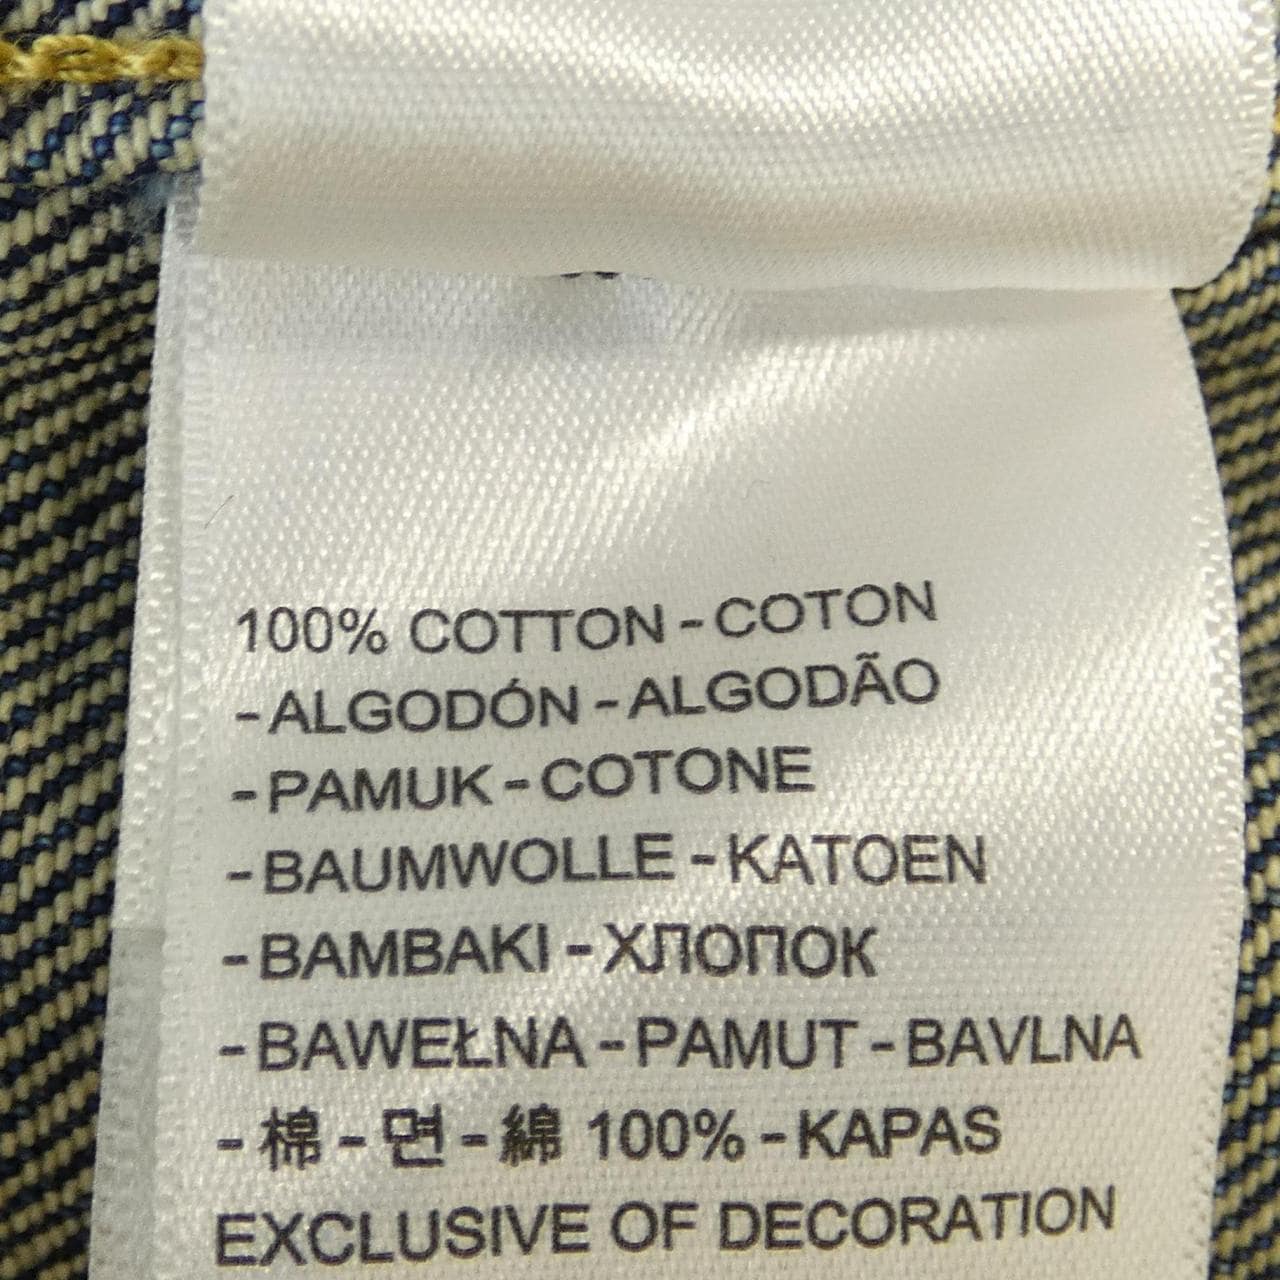 100% COTTON - COTON
- ALGODÓN - ALGODÃO
- PAMUK - COTONE
- BAUMWOLLE - KATOEN
- BAMBAKI - ХЛОПОК
- BAWEŁNA - PAMUT - BAVLNA
- 棉 - 면 - 綿 100% - KAPAS
EXCLUSIVE OF DECORATION